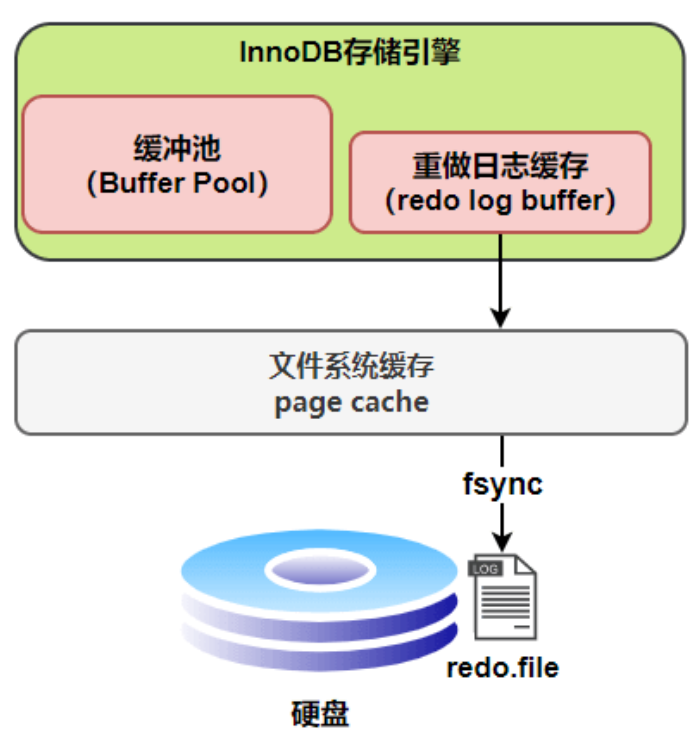 InnoDB存储引擎
缓冲池
（Buffer Pool）
重做日志缓存
（redo log buffer）
文件系统缓存
page cache
fsync
LOG
redo.file
硬盘